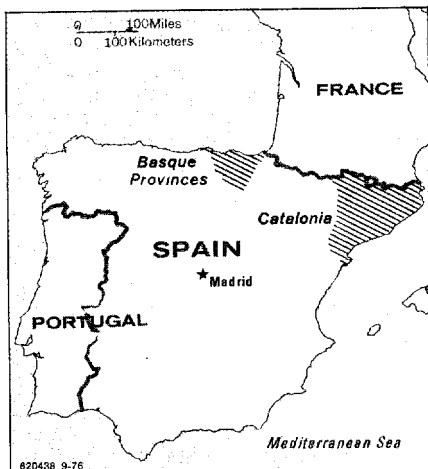 0 100Miles
0 100Kilometers
FRANCE
Basque
Provinces
Catalonia
SPAIN
Madrid
PORTUGAL
Mediterranean Sea
620438 9-76